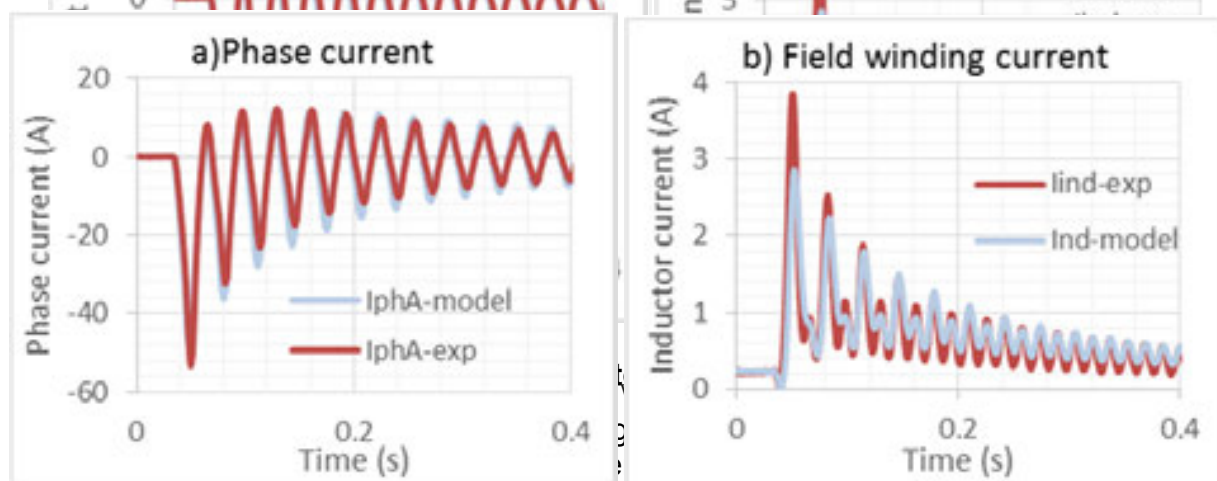 a)Phase current
20
0
-20
-40
-60
Phase current (A)
IphA-model
IphA-exp
0
0.2
0.4
Time (s)
b) Field winding current
4
3
2
1
0
Inductor current (A)
Iind-exp
Ind-model
0
0.2
0.4
Time (s)